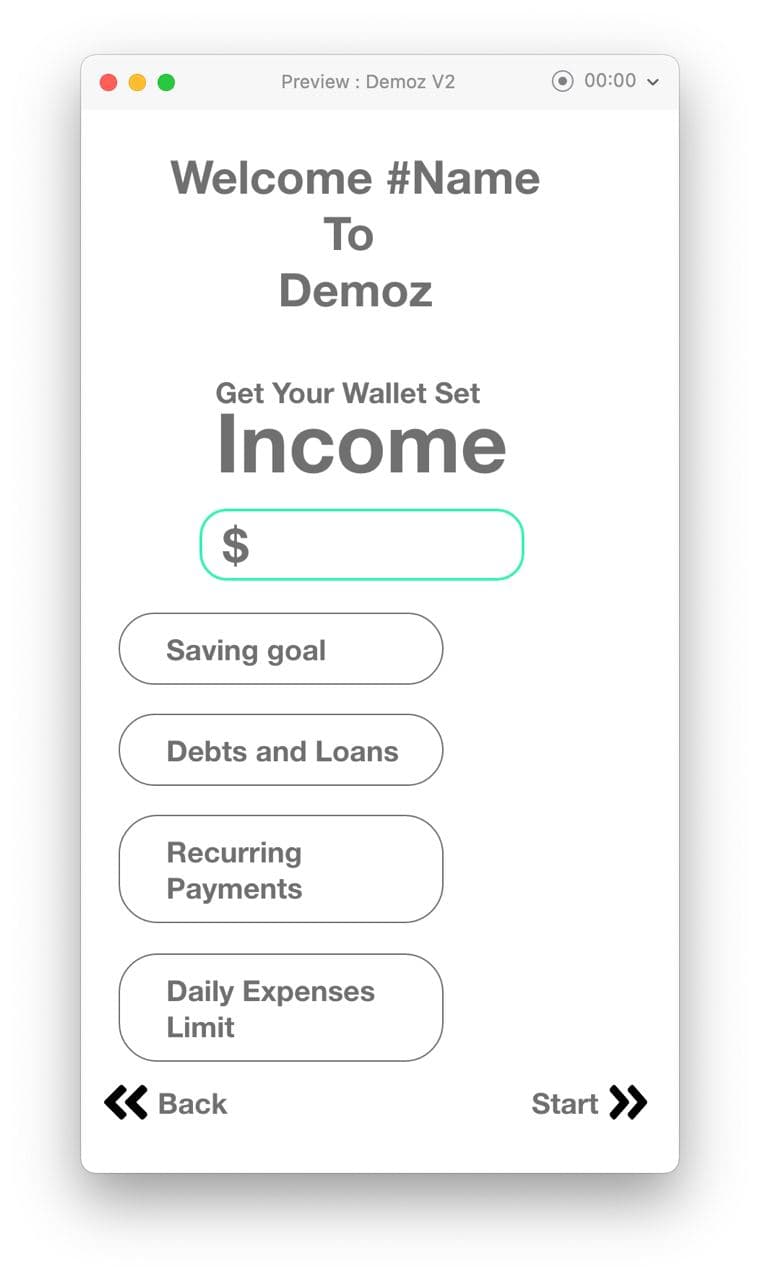 Preview : Demoz V2
00:00
Welcome #Name
To
Demoz
Get Your Wallet Set
Income
$
Saving goal
Debts and Loans
Recurring
Payments
Daily Expenses
Limit
Back
Start